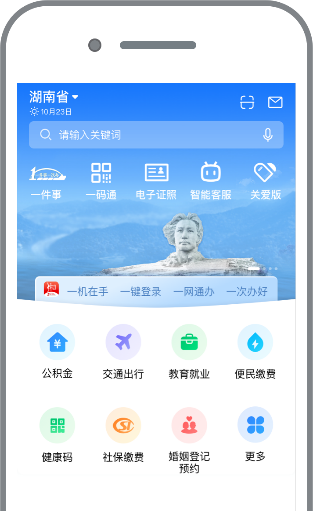 湖南省
10月23日
请输入关键词
一件事 一码通 电子证照 智能客服 关爱版
一机在手 一键登录 一网通办 一次办好
公积金 交通出行 教育就业 便民缴费
健康码 社保缴费 婚姻登记 更多
预约